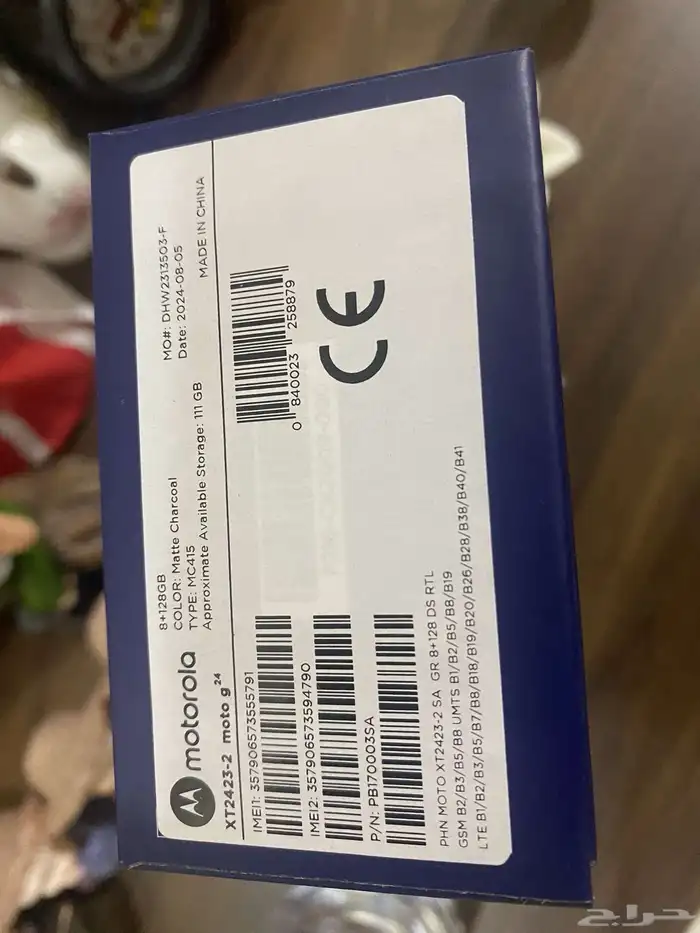 motorola
XT2423-2 moto g 24
8+128GB
COLOR: Matte Charcoal
TYPE: MC415
Approximate Available Storage: 111 GB
MO#: DHW2313503-F
Date: 2024-08-05
MADE IN CHINA
IMEI1: 357906573555791
IMEI2: 357906573594790
P/N: PB170003SA
0 840023 258879
CE
PHN MOTO XT2423-2 SA GR 8+128 DS RTL
GSM B2/B3/B5/B8 UMTS B1/B2/B5/B8/B19
LTE B1/B2/B3/B5/B7/B8/B18/B19/B20/B26/B28/B38/B40/B41
حراج